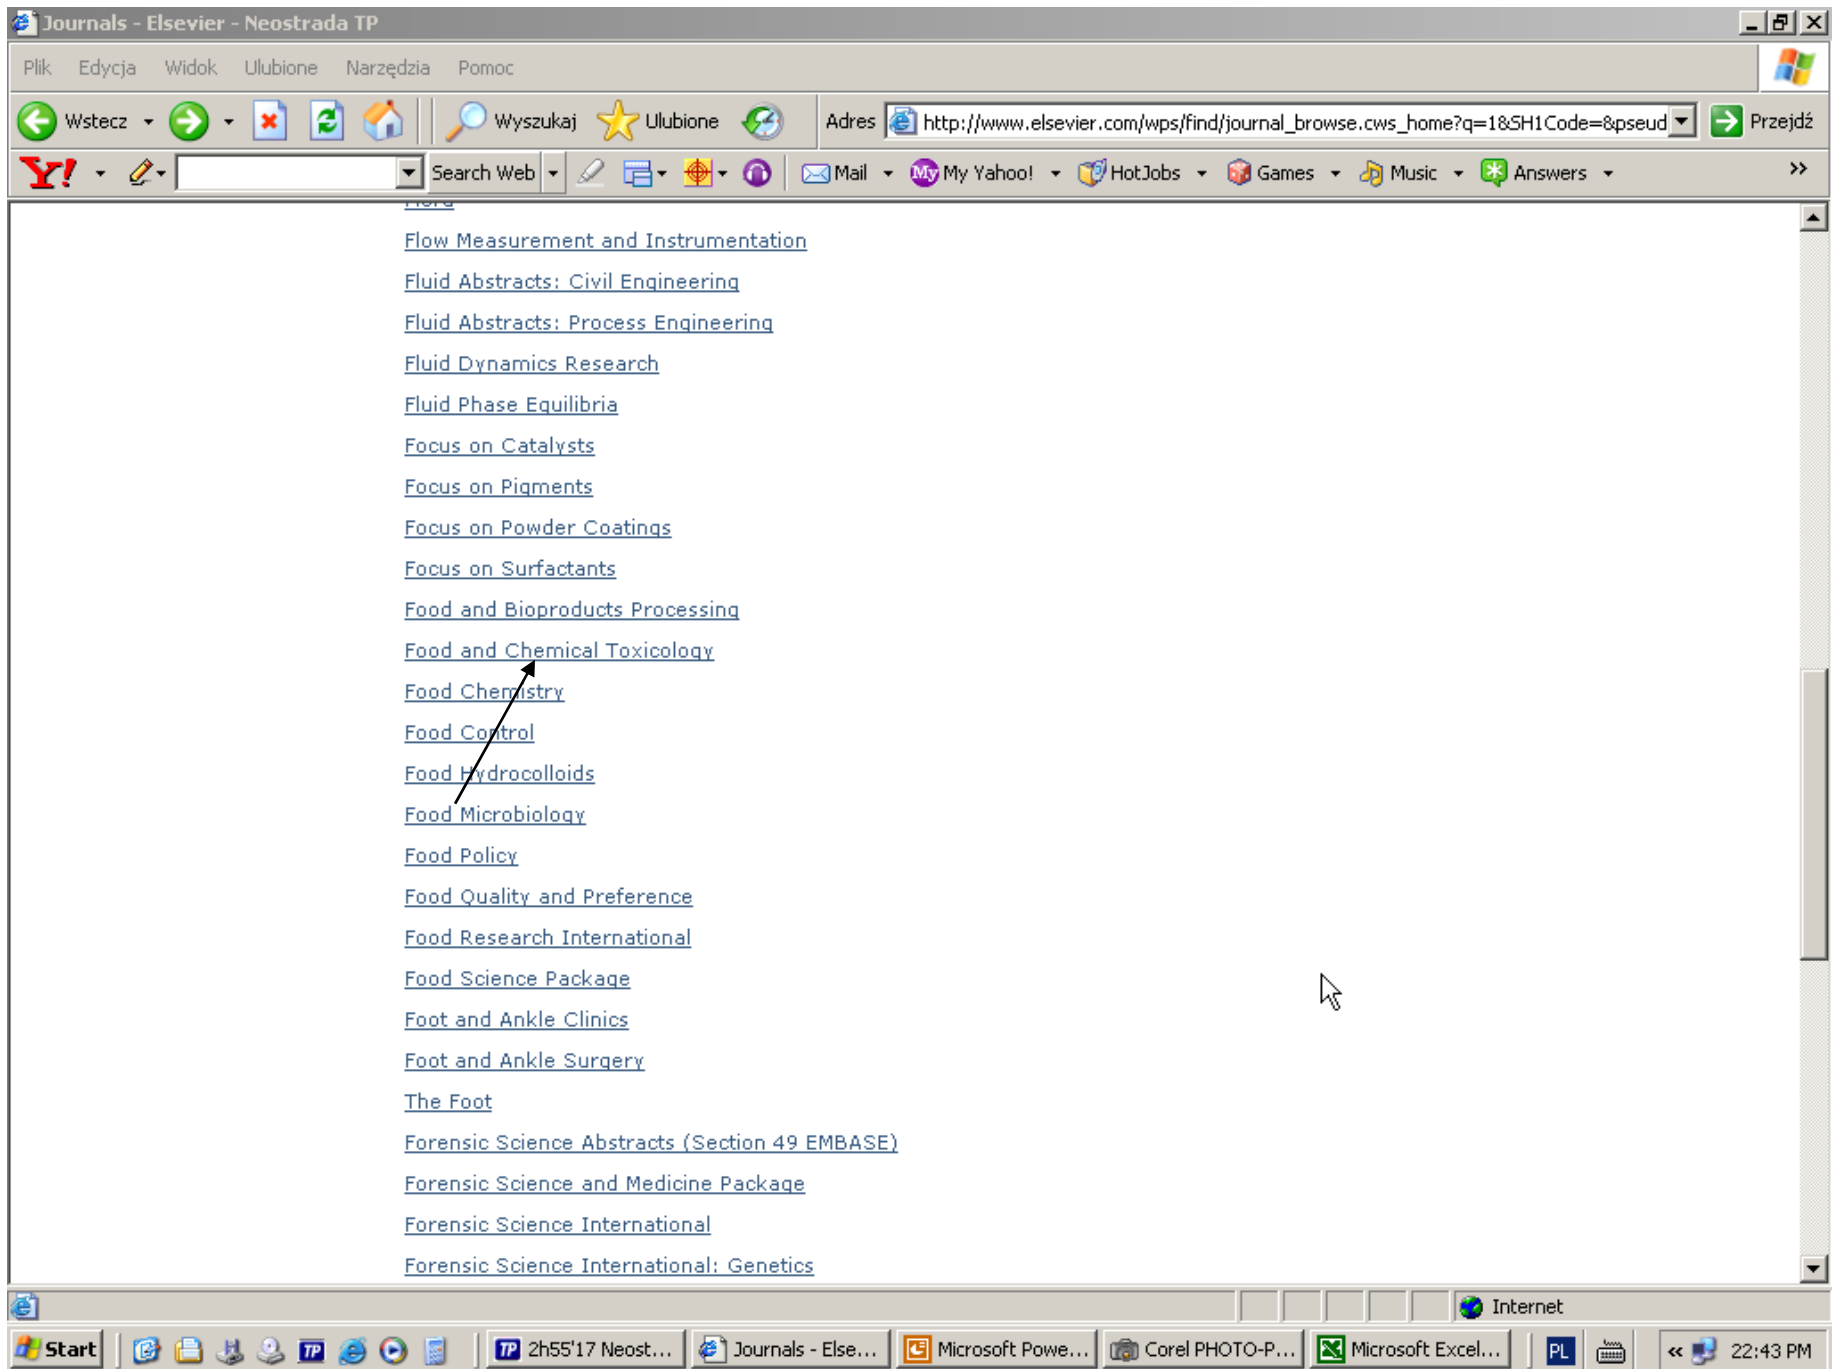 Journals - Elsevier - Neostrada TP
Plik Edycja Widok Ulubione Narzędzia Pomoc
Wstecz Wyszukaj Ulubione Adres http://www.elsevier.com/wps/find/journal_browse.cws_home?q=1&SH1Code=&pseud Przejdź
Y! Search Web Mail My My Yahoo! HotJobs Games Music Answers >>
Flow Measurement and Instrumentation
Fluid Abstracts: Civil Engineering
Fluid Abstracts: Process Engineering
Fluid Dynamics Research
Fluid Phase Equilibria
Focus on Catalysts
Focus on Pigments
Focus on Powder Coatings
Focus on Surfactants
Food and Bioproducts Processing
Food and Chemical Toxicology
Food Chemistry
Food Control
Food Hydrocolloids
Food Microbiology
Food Policy
Food Quality and Preference
Food Research International
Food Science Package
Foot and Ankle Clinics
Foot and Ankle Surgery
The Foot
Forensic Science Abstracts (Section 49 EMBASE)
Forensic Science and Medicine Package
Forensic Science International
Forensic Science International: Genetics
Internet
Start TP TP 2h55'17 Neost... Journals - Else... Microsoft Powe... Corel PHOTO-P... Microsoft Excel... PL << 22:43 PM